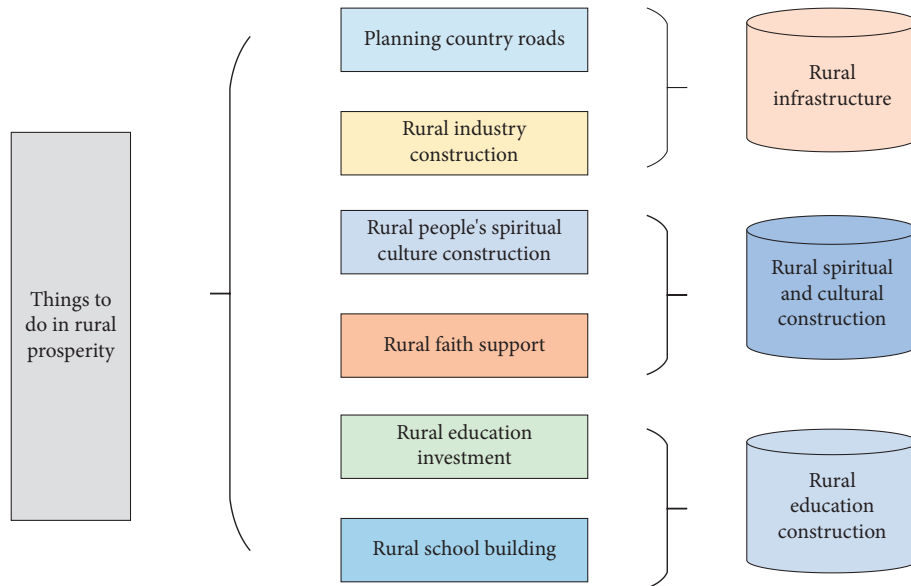 Things to
do in rural
prosperity
Planning country roads
Rural industry
construction
Rural people's spiritual
culture construction
Rural faith support
Rural education
investment
Rural school building
Rural
infrastructure
Rural spiritual
and cultural
construction
Rural
education
construction